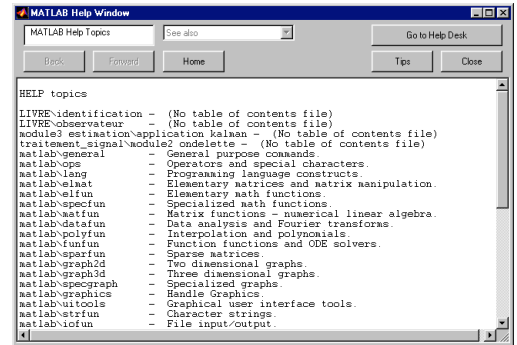 MATLAB Help Window
MATLAB Help Topics
See also
Go to Help Desk
Back
Forward
Home
Tips
Close
HELP topics
LIVRE\identification - (No table of contents file)
LIVRE\observateur - (No table of contents file)
module3 estimation\application kalman - (No table of contents file)
traitement_signal\module2 ondelette - (No table of contents file)
matlab\general - General purpose commands.
matlab\ops - Operators and special characters.
matlab\lang - Programming language constructs.
matlab\elmat - Elementary matrices and matrix manipulation.
matlab\elfun - Elementary math functions.
matlab\specfun - Specialized math functions.
matlab\matfun - Matrix functions - numerical linear algebra.
matlab\datafun - Data analysis and Fourier transforms.
matlab\polyfun - Interpolation and polynomials.
matlab\funfun - Function functions and ODE solvers.
matlab\sparfun - Sparse matrices.
matlab\graph2d - Two dimensional graphs.
matlab\graph3d - Three dimensional graphs.
matlab\specgraph - Specialized graphs.
matlab\graphics - Handle Graphics.
matlab\uitools - Graphical user interface tools.
matlab\strfun - Character strings.
matlab\iofun - File input/output.